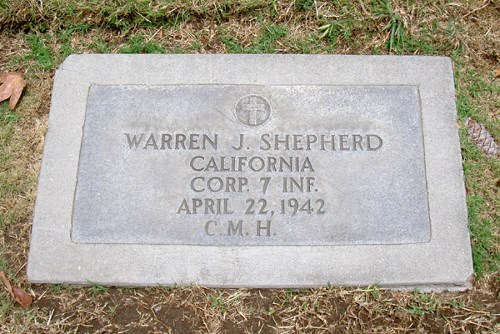 WARREN J. SHEPHERD
CALIFORNIA
CORP. 7 INF.
APRIL 22, 1942
C.M.H.